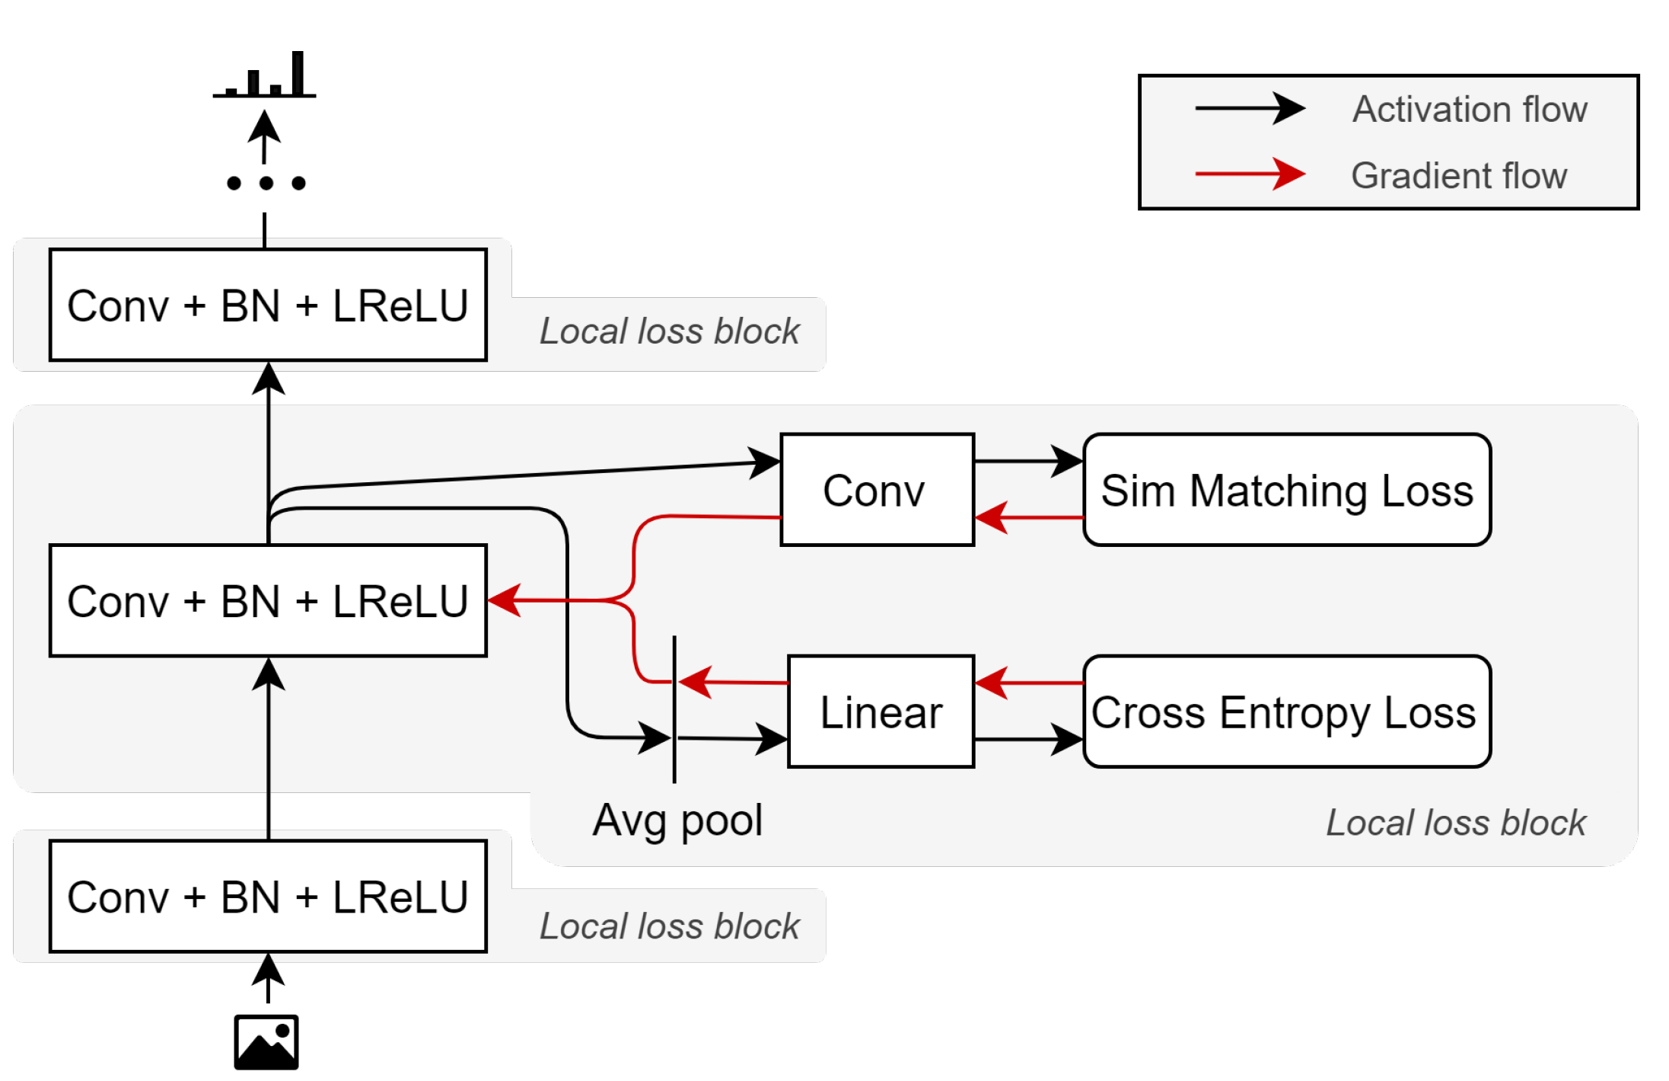 Activation flow
Gradient flow
Conv + BN + LReLU
Local loss block
Conv
Sim Matching Loss
Conv + BN + LReLU
Linear
Cross Entropy Loss
Avg pool
Local loss block
Conv + BN + LReLU
Local loss block